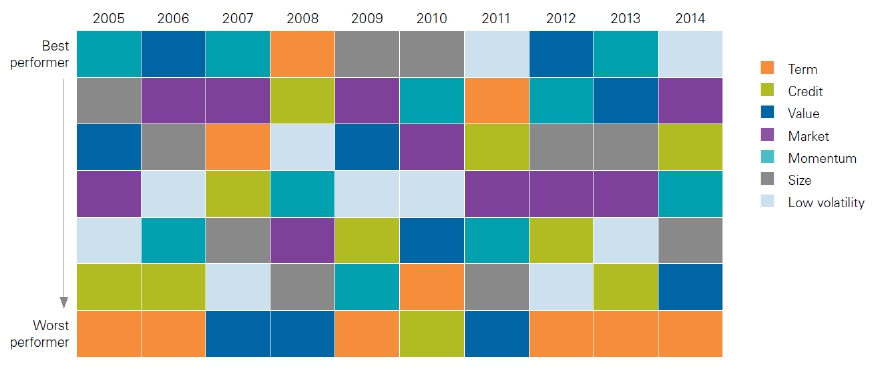 2005 2006 2007 2008 2009 2010 2011 2012 2013 2014
Best
performer
Worst
performer
Term
Credit
Value
Market
Momentum
Size
Low volatility